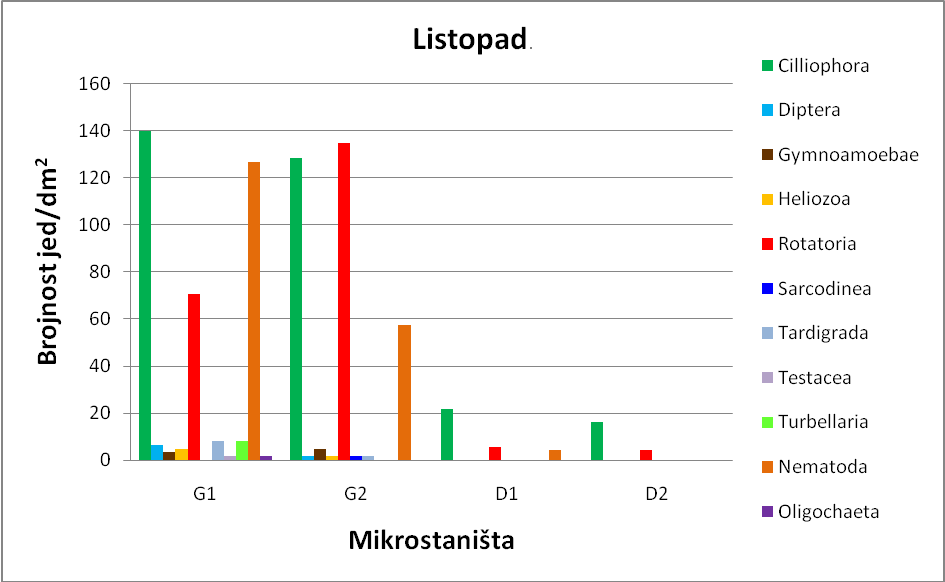 Listopad.
160
140
120
100
80
60
40
20
0
Brojnost jed/dm²
G1 G2 D1 D2
Mikrostaništa
Cilliophora
Diptera
Gymnoamoebae
Heliozoa
Rotatoria
Sarcodinea
Tardigrada
Testacea
Turbellaria
Nematoda
Oligochaeta